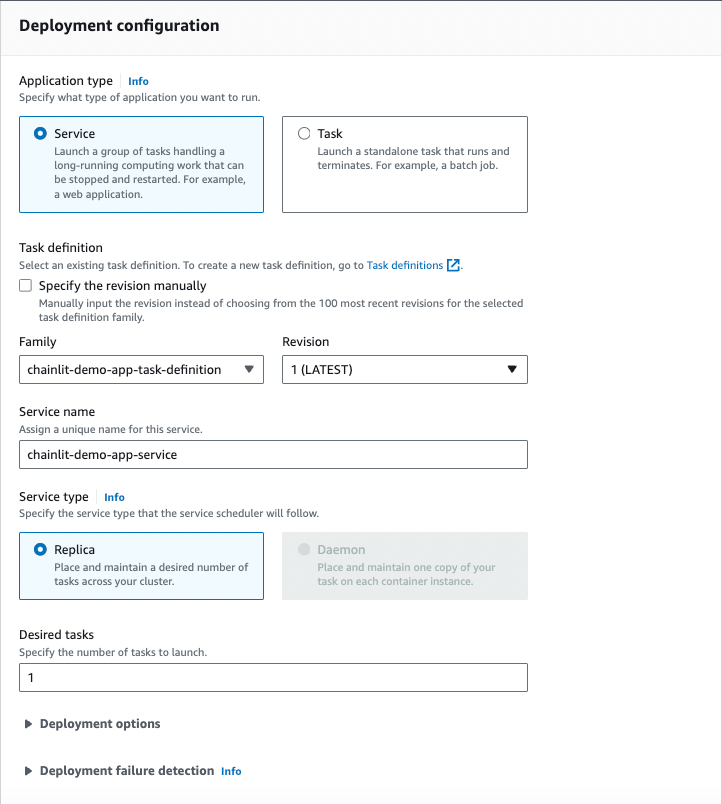 Deployment configuration
Application type Info
Specify what type of application you want to run.
Service
Launch a group of tasks handling a
long-running computing work that can
be stopped and restarted. For example,
a web application.
Task
Launch a standalone task that runs and
terminates. For example, a batch job.
Task definition
Select an existing task definition. To create a new task definition, go to Task definitions.
Specify the revision manually
Manually input the revision instead of choosing from the 100 most recent revisions for the selected
task definition family.
Family
chainlit-demo-app-task-definition
Revision
1 (LATEST)
Service name
Assign a unique name for this service.
chainlit-demo-app-service
Service type Info
Specify the service type that the service scheduler will follow.
Replica
Place and maintain a desired number of
tasks across your cluster.
Daemon
Place and maintain one copy of your
task on each container instance.
Desired tasks
Specify the number of tasks to launch.
1
Deployment options
Deployment failure detection Info